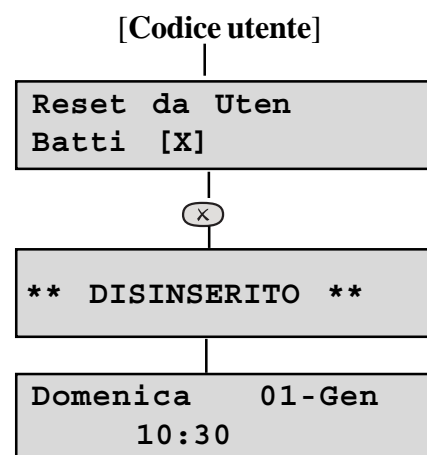 [Codice utente]
Reset da Uten
Batti [X]
X
** DISINSERITO **
Domenica 01-Gen
10:30